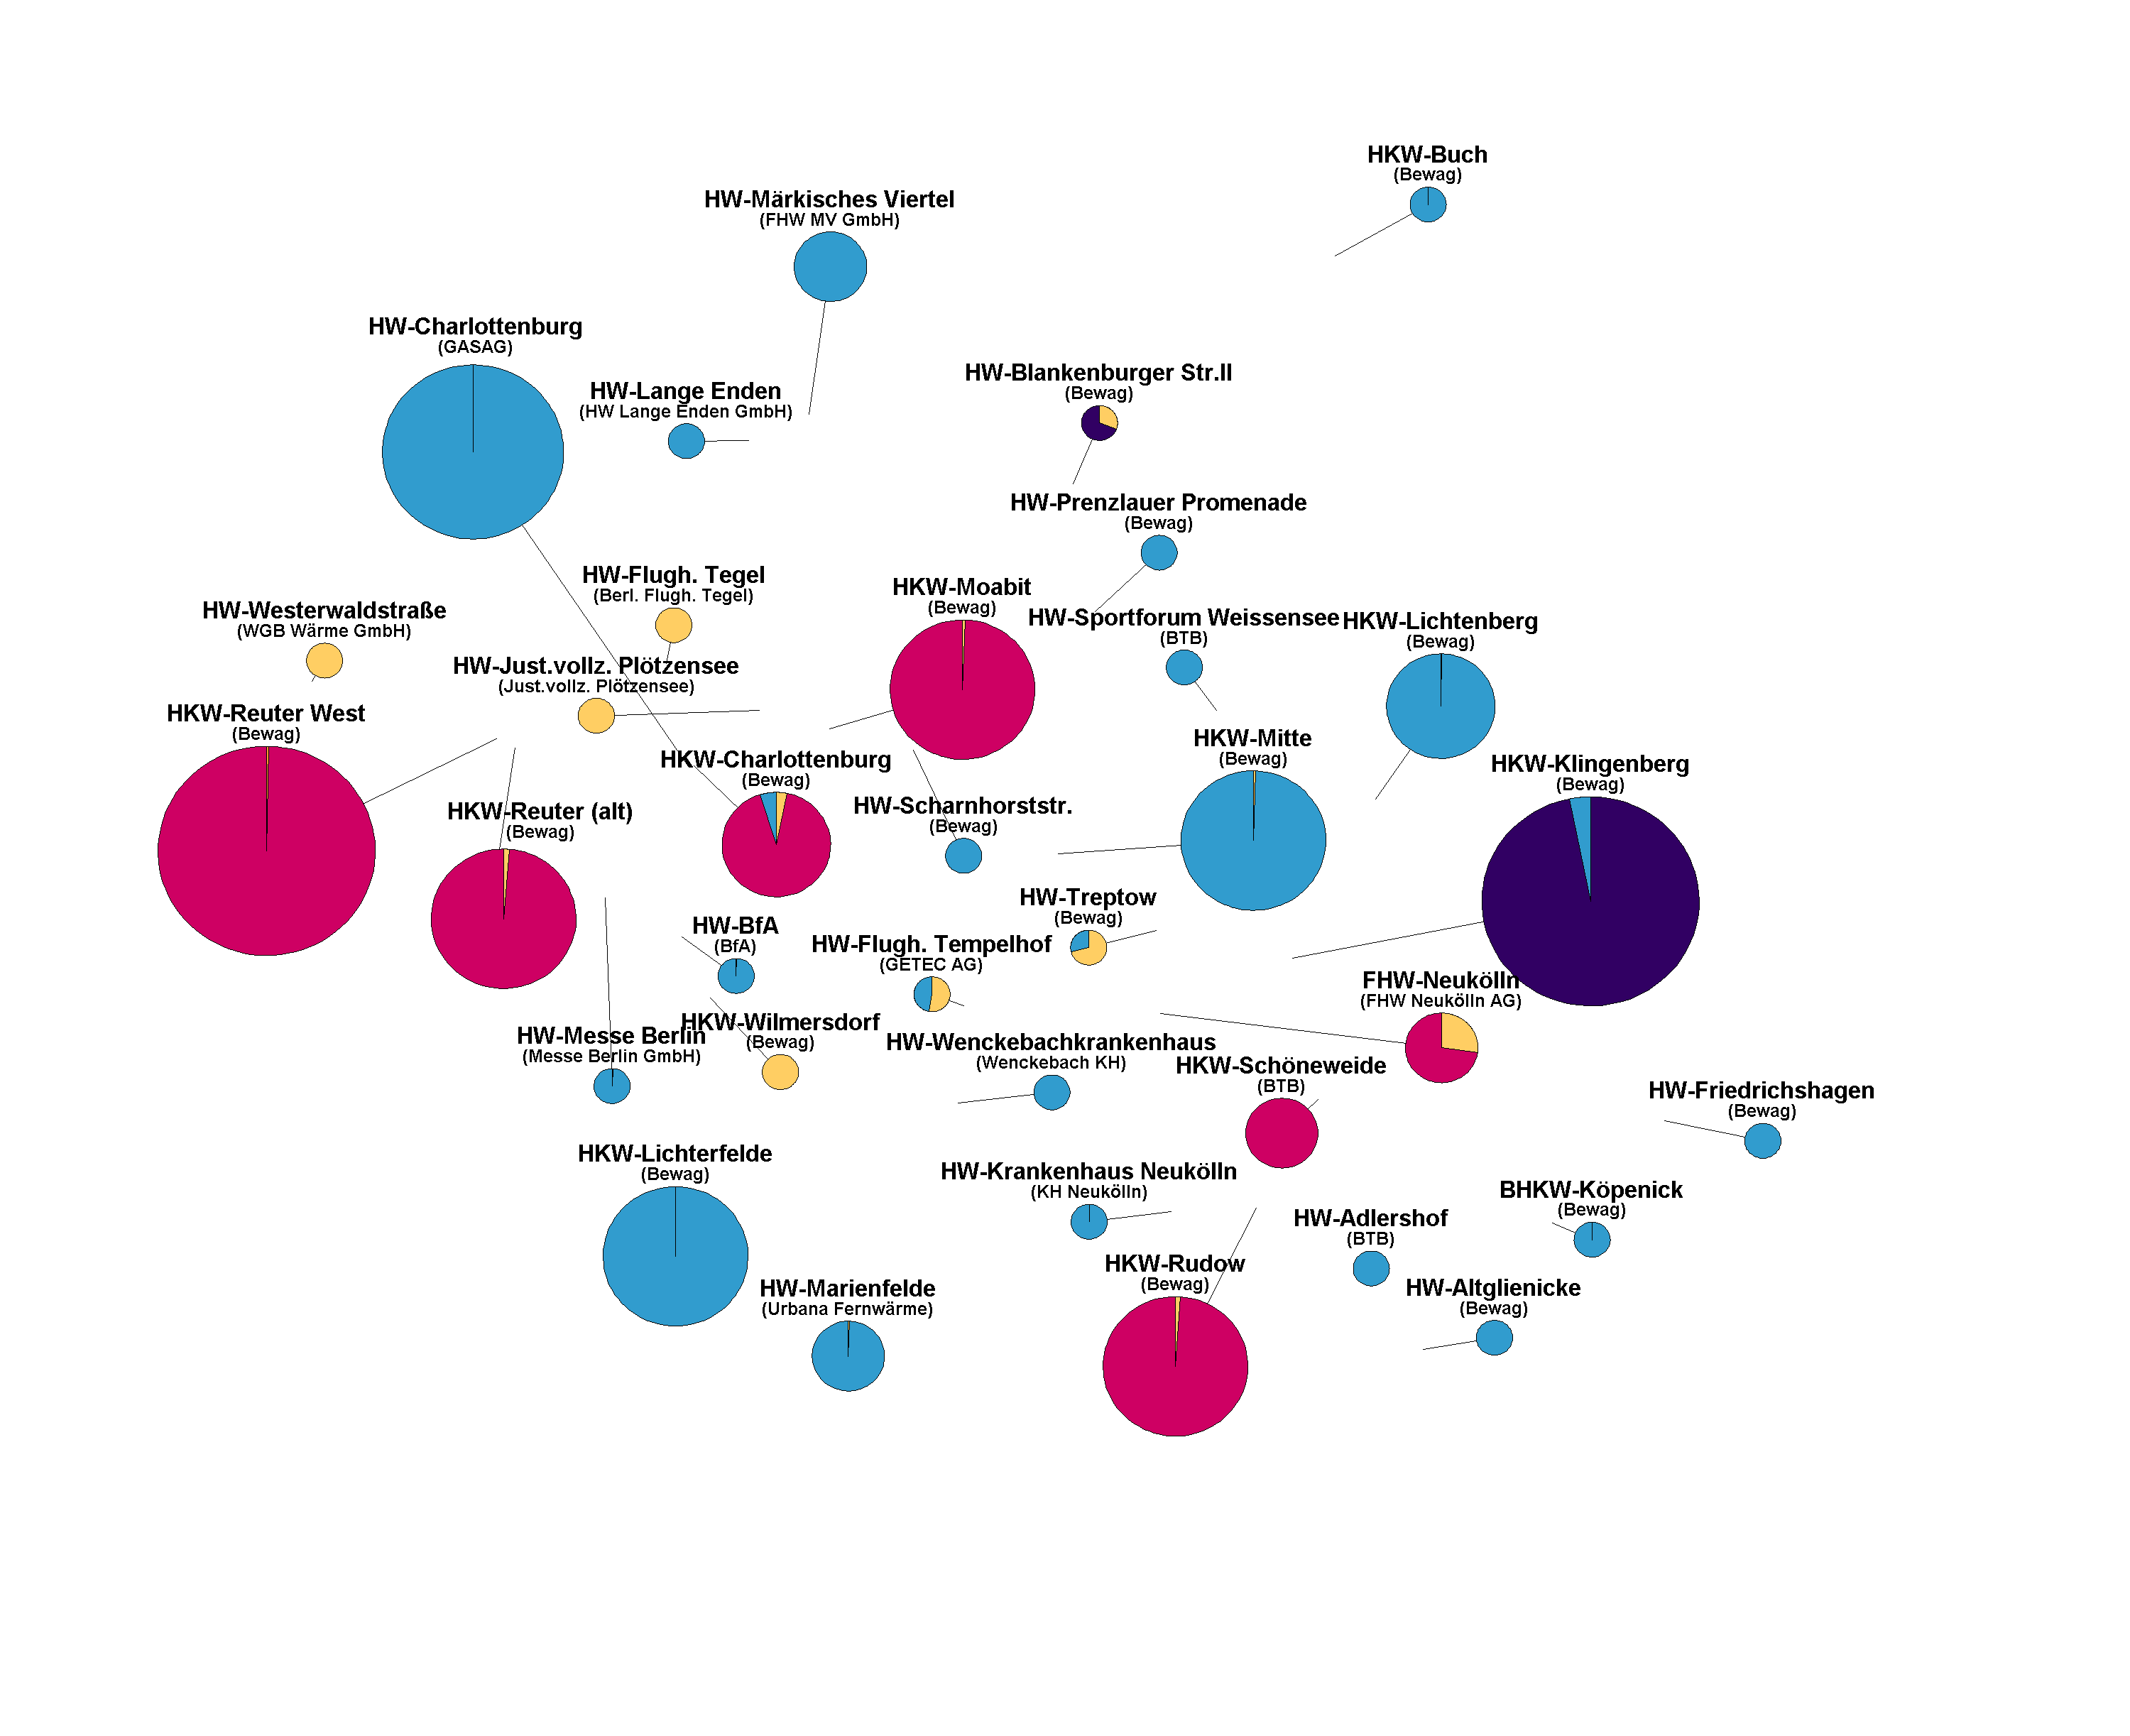 HKW-Buch
(Bewag)
HW-Märkisches Viertel
(FHW MV GmbH)
HW-Charlottenburg
(GASAG)
HW-Lange Enden
(HW Lange Enden GmbH)
HW-Blankenburger Str.II
(Bewag)
HW-Prenzlauer Promenade
(Bewag)
HW-Flugh. Tegel
(Berl. Flugh. Tegel)
HKW-Moabit
(Bewag)
HW-Westerwaldstraße
(WGB Wärme GmbH)
HW-Sportforum Weissensee
(BTB)
HKW-Lichtenberg
(Bewag)
HW-Just.vollz. Plötzensee
(Just.vollz. Plötzensee)
HKW-Reuter West
(Bewag)
HKW-Mitte
(Bewag)
HKW-Charlottenburg
(Bewag)
HKW-Klingenberg
(Bewag)
HKW-Reuter (alt)
(Bewag)
HW-Scharnhorststr.
(Bewag)
HW-Treptow
(Bewag)
HW-BfA
(BfA)
HW-Flugh. Tempelhof
(GETEC AG)
FHW-Neukölln
(FHW Neukölln AG)
HKW-Wilmersdorf
(Bewag)
HW-Messe Berlin
(Messe Berlin GmbH)
HW-Wenckebachkrankenhaus
(Wenckebach KH)
HKW-Schöneweide
(BTB)
HW-Friedrichshagen
(Bewag)
HKW-Lichterfelde
(Bewag)
HW-Krankenhaus Neukölln
(KH Neukölln)
BHKW-Köpenick
(Bewag)
HW-Adlershof
(BTB)
HKW-Rudow
(Bewag)
HW-Marienfelde
(Urbana Fernwärme)
HW-Altglienicke
(Bewag)